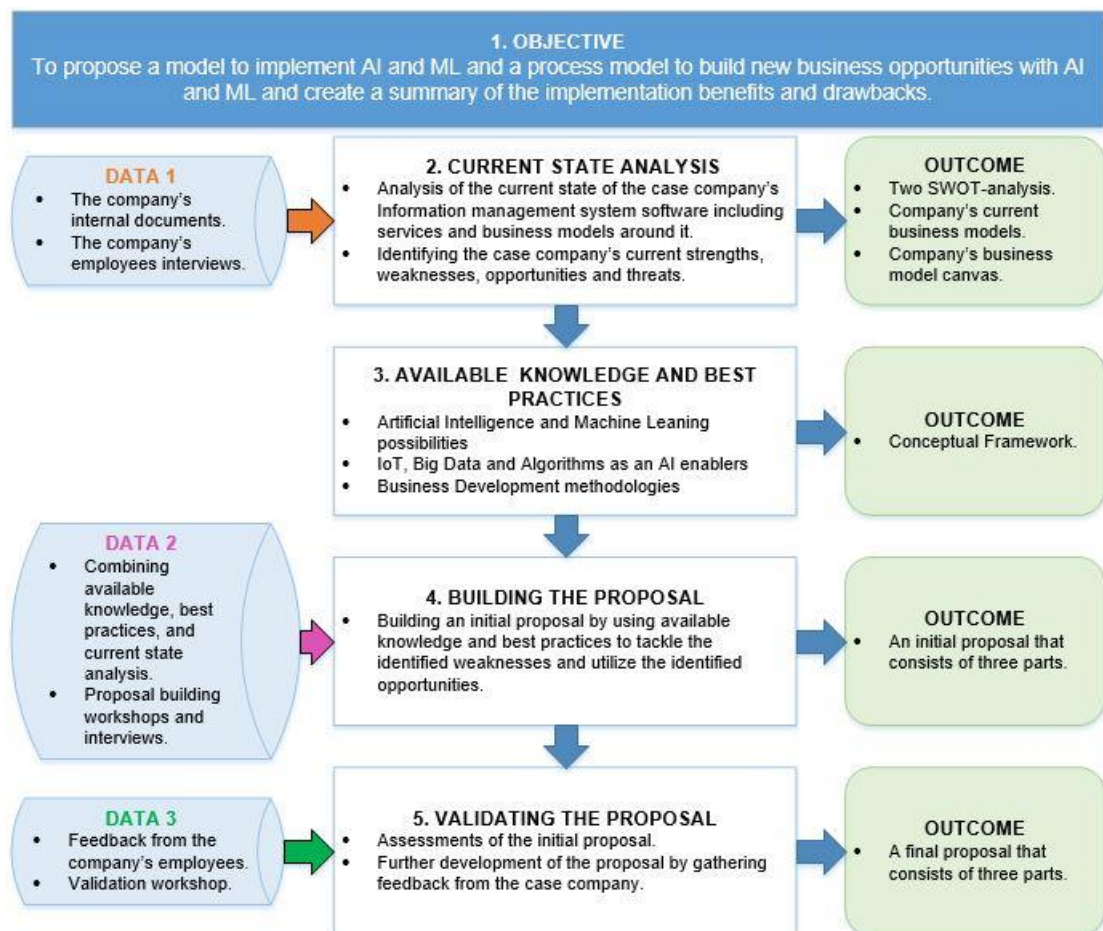 1. OBJECTIVE
To propose a model to implement AI and ML and a process model to build new business opportunities with AI
and ML and create a summary of the implementation benefits and drawbacks.
DATA 1
• The company's
internal documents.
• The company's
employees interviews.
2. CURRENT STATE ANALYSIS
• Analysis of the current state of the case company's
Information management system software including
services and business models around it.
• Identifying the case company's current strengths,
weaknesses, opportunities and threats.
OUTCOME
• Two SWOT-analysis.
• Company's current
business models.
• Company's business
model canvas.
3. AVAILABLE KNOWLEDGE AND BEST
PRACTICES
• Artificial Intelligence and Machine Leaning
possibilities
• IoT, Big Data and Algorithms as an AI enablers
• Business Development methodologies
OUTCOME
• Conceptual Framework.
DATA 2
• Combining
available
knowledge, best
practices, and
current state
analysis.
• Proposal building
workshops and
interviews.
4. BUILDING THE PROPOSAL
• Building an initial proposal by using available
knowledge and best practices to tackle the
identified weaknesses and utilize the identified
opportunities.
OUTCOME
• An initial proposal that
consists of three parts.
DATA 3
• Feedback from the
company's employees.
• Validation workshop.
5. VALIDATING THE PROPOSAL
• Assessments of the initial proposal.
• Further development of the proposal by gathering
feedback from the case company.
OUTCOME
• A final proposal that
consists of three parts.